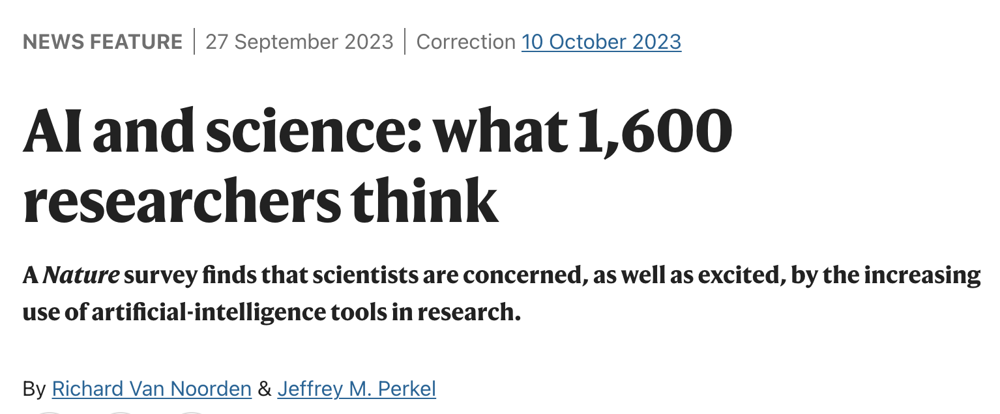 NEWS FEATURE | 27 September 2023 | Correction 10 October 2023
AI and science: what 1,600
researchers think
A Nature survey finds that scientists are concerned, as well as excited, by the increasing
use of artificial-intelligence tools in research.
By Richard Van Noorden & Jeffrey M. Perkel